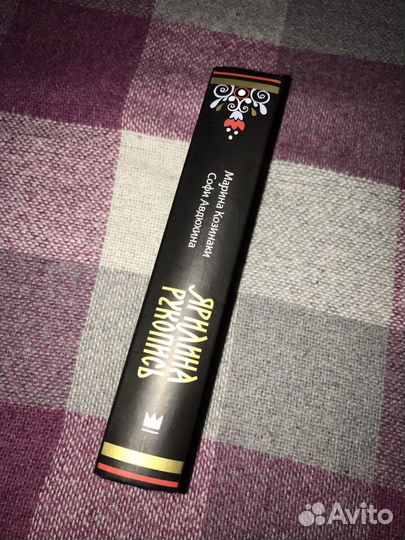 Марина Козинаки
Софи Авдюхина
ЯРИЛИНА
РУКОПИСЬ
Avito